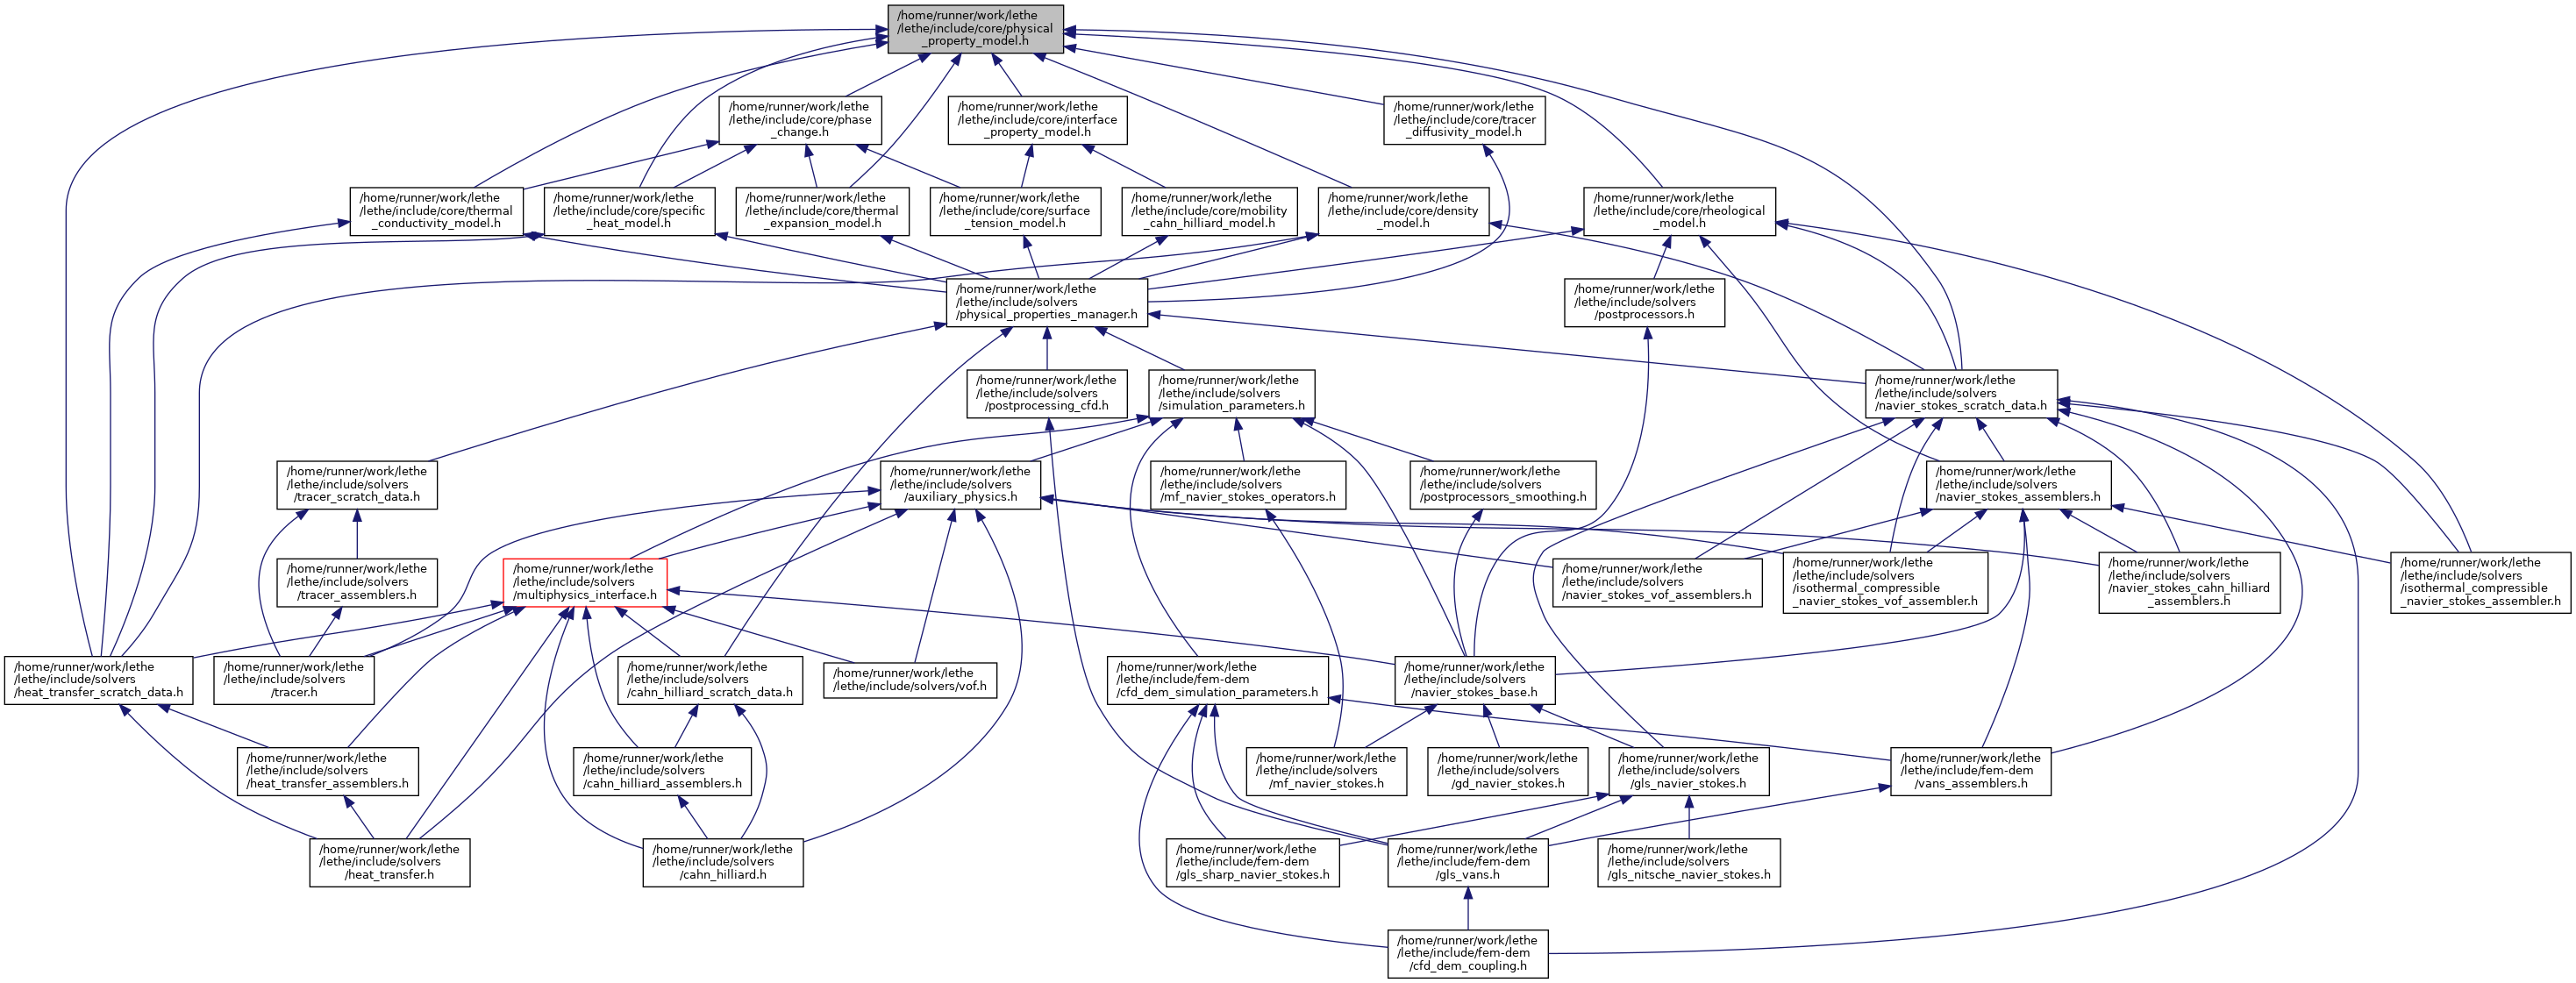 /home/runner/work/lethe
/lethe/include/core/physical
_property_model.h
/home/runner/work/lethe
/lethe/include/core/phase
_change.h
/home/runner/work/lethe
/lethe/include/core/interface
_property_model.h
/home/runner/work/lethe
/lethe/include/core/tracer
_diffusivity_model.h
/home/runner/work/lethe
/lethe/include/core/thermal
_conductivity_model.h
/home/runner/work/lethe
/lethe/include/core/specific
_heat_model.h
/home/runner/work/lethe
/lethe/include/core/thermal
_expansion_model.h
/home/runner/work/lethe
/lethe/include/core/surface
_tension_model.h
/home/runner/work/lethe
/lethe/include/core/mobility
_cahn_hilliard_model.h
/home/runner/work/lethe
/lethe/include/core/density
_model.h
/home/runner/work/lethe
/lethe/include/core/rheological
_model.h
/home/runner/work/lethe
/lethe/include/solvers
/physical_properties_manager.h
/home/runner/work/lethe
/lethe/include/solvers
/postprocessors.h
/home/runner/work/lethe
/lethe/include/solvers
/postprocessing_cfd.h
/home/runner/work/lethe
/lethe/include/solvers
/simulation_parameters.h
/home/runner/work/lethe
/lethe/include/solvers
/navier_stokes_scratch_data.h
/home/runner/work/lethe
/lethe/include/solvers
/tracer_scratch_data.h
/home/runner/work/lethe
/lethe/include/solvers
/auxiliary_physics.h
/home/runner/work/lethe
/lethe/include/solvers
/mf_navier_stokes_operators.h
/home/runner/work/lethe
/lethe/include/solvers
/postprocessors_smoothing.h
/home/runner/work/lethe
/lethe/include/solvers
/navier_stokes_assemblers.h
/home/runner/work/lethe
/lethe/include/solvers
/tracer_assemblers.h
/home/runner/work/lethe
/lethe/include/solvers
/multiphysics_interface.h
/home/runner/work/lethe
/lethe/include/solvers
/navier_stokes_vof_assemblers.h
/home/runner/work/lethe
/lethe/include/solvers
/isothermal_compressible
_navier_stokes_vof_assembler.h
/home/runner/work/lethe
/lethe/include/solvers
/navier_stokes_cahn_hilliard
_assemblers.h
/home/runner/work/lethe
/lethe/include/solvers
/isothermal_compressible
_navier_stokes_assembler.h
/home/runner/work/lethe
/lethe/include/solvers
/heat_transfer_scratch_data.h
/home/runner/work/lethe
/lethe/include/solvers
/tracer.h
/home/runner/work/lethe
/lethe/include/solvers
/cahn_hilliard_scratch_data.h
/home/runner/work/lethe
/lethe/include/solvers/vof.h
/home/runner/work/lethe
/lethe/include/fem-dem
/cfd_dem_simulation_parameters.h
/home/runner/work/lethe
/lethe/include/solvers
/navier_stokes_base.h
/home/runner/work/lethe
/lethe/include/solvers
/heat_transfer_assemblers.h
/home/runner/work/lethe
/lethe/include/solvers
/cahn_hilliard_assemblers.h
/home/runner/work/lethe
/lethe/include/solvers
/mf_navier_stokes.h
/home/runner/work/lethe
/lethe/include/solvers
/gd_navier_stokes.h
/home/runner/work/lethe
/lethe/include/solvers
/gls_navier_stokes.h
/home/runner/work/lethe
/lethe/include/fem-dem
/vans_assemblers.h
/home/runner/work/lethe
/lethe/include/solvers
/heat_transfer.h
/home/runner/work/lethe
/lethe/include/solvers
/cahn_hilliard.h
/home/runner/work/lethe
/lethe/include/fem-dem
/gls_sharp_navier_stokes.h
/home/runner/work/lethe
/lethe/include/fem-dem
/gls_vans.h
/home/runner/work/lethe
/lethe/include/solvers
/gls_nitsche_navier_stokes.h
/home/runner/work/lethe
/lethe/include/fem-dem
/cfd_dem_coupling.h